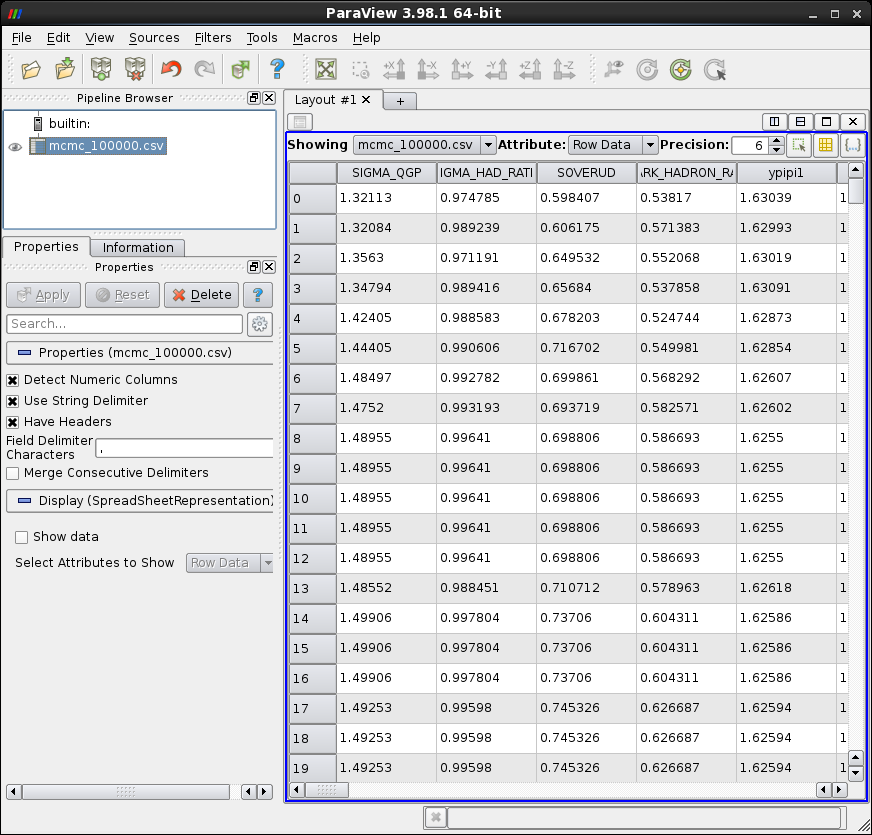 ParaView 3.98.1 64-bit
File Edit View Sources Filters Tools Macros Help
Pipeline Browser
builtin:
mcmc_100000.csv
Properties Information
Properties
Apply Reset Delete ?
Search...
Properties (mcmc_100000.csv)
Detect Numeric Columns
Use String Delimiter
Have Headers
Field Delimiter Characters ,
Merge Consecutive Delimiters
Display (SpreadSheetRepresentation)
Show data
Select Attributes to Show Row Data
Layout #1 +
Showing mcmc_100000.csv Attribute: Row Data Precision: 6
SIGMA_QGP IGMA_HAD_RATI SOVERUD ARK_HADRON_RA ypipi1
0 1.32113 0.974785 0.598407 0.53817 1.63039 1
1 1.32084 0.989239 0.606175 0.571383 1.62993 1
2 1.3563 0.971191 0.649532 0.552068 1.63019 1
3 1.34794 0.989416 0.65684 0.537858 1.63091 1
4 1.42405 0.988583 0.678203 0.524744 1.62873 1
5 1.44405 0.990606 0.716702 0.549981 1.62854 1
6 1.48497 0.992782 0.699861 0.568292 1.62607 1
7 1.4752 0.993193 0.693719 0.582571 1.62602 1
8 1.48955 0.99641 0.698806 0.586693 1.6255 1
9 1.48955 0.99641 0.698806 0.586693 1.6255 1
10 1.48955 0.99641 0.698806 0.586693 1.6255 1
11 1.48955 0.99641 0.698806 0.586693 1.6255 1
12 1.48955 0.99641 0.698806 0.586693 1.6255 1
13 1.48552 0.988451 0.710712 0.578963 1.62618 1
14 1.49906 0.997804 0.73706 0.604311 1.62586 1
15 1.49906 0.997804 0.73706 0.604311 1.62586 1
16 1.49906 0.997804 0.73706 0.604311 1.62586 1
17 1.49253 0.99598 0.745326 0.626687 1.62594 1
18 1.49253 0.99598 0.745326 0.626687 1.62594 1
19 1.49253 0.99598 0.745326 0.626687 1.62594 1